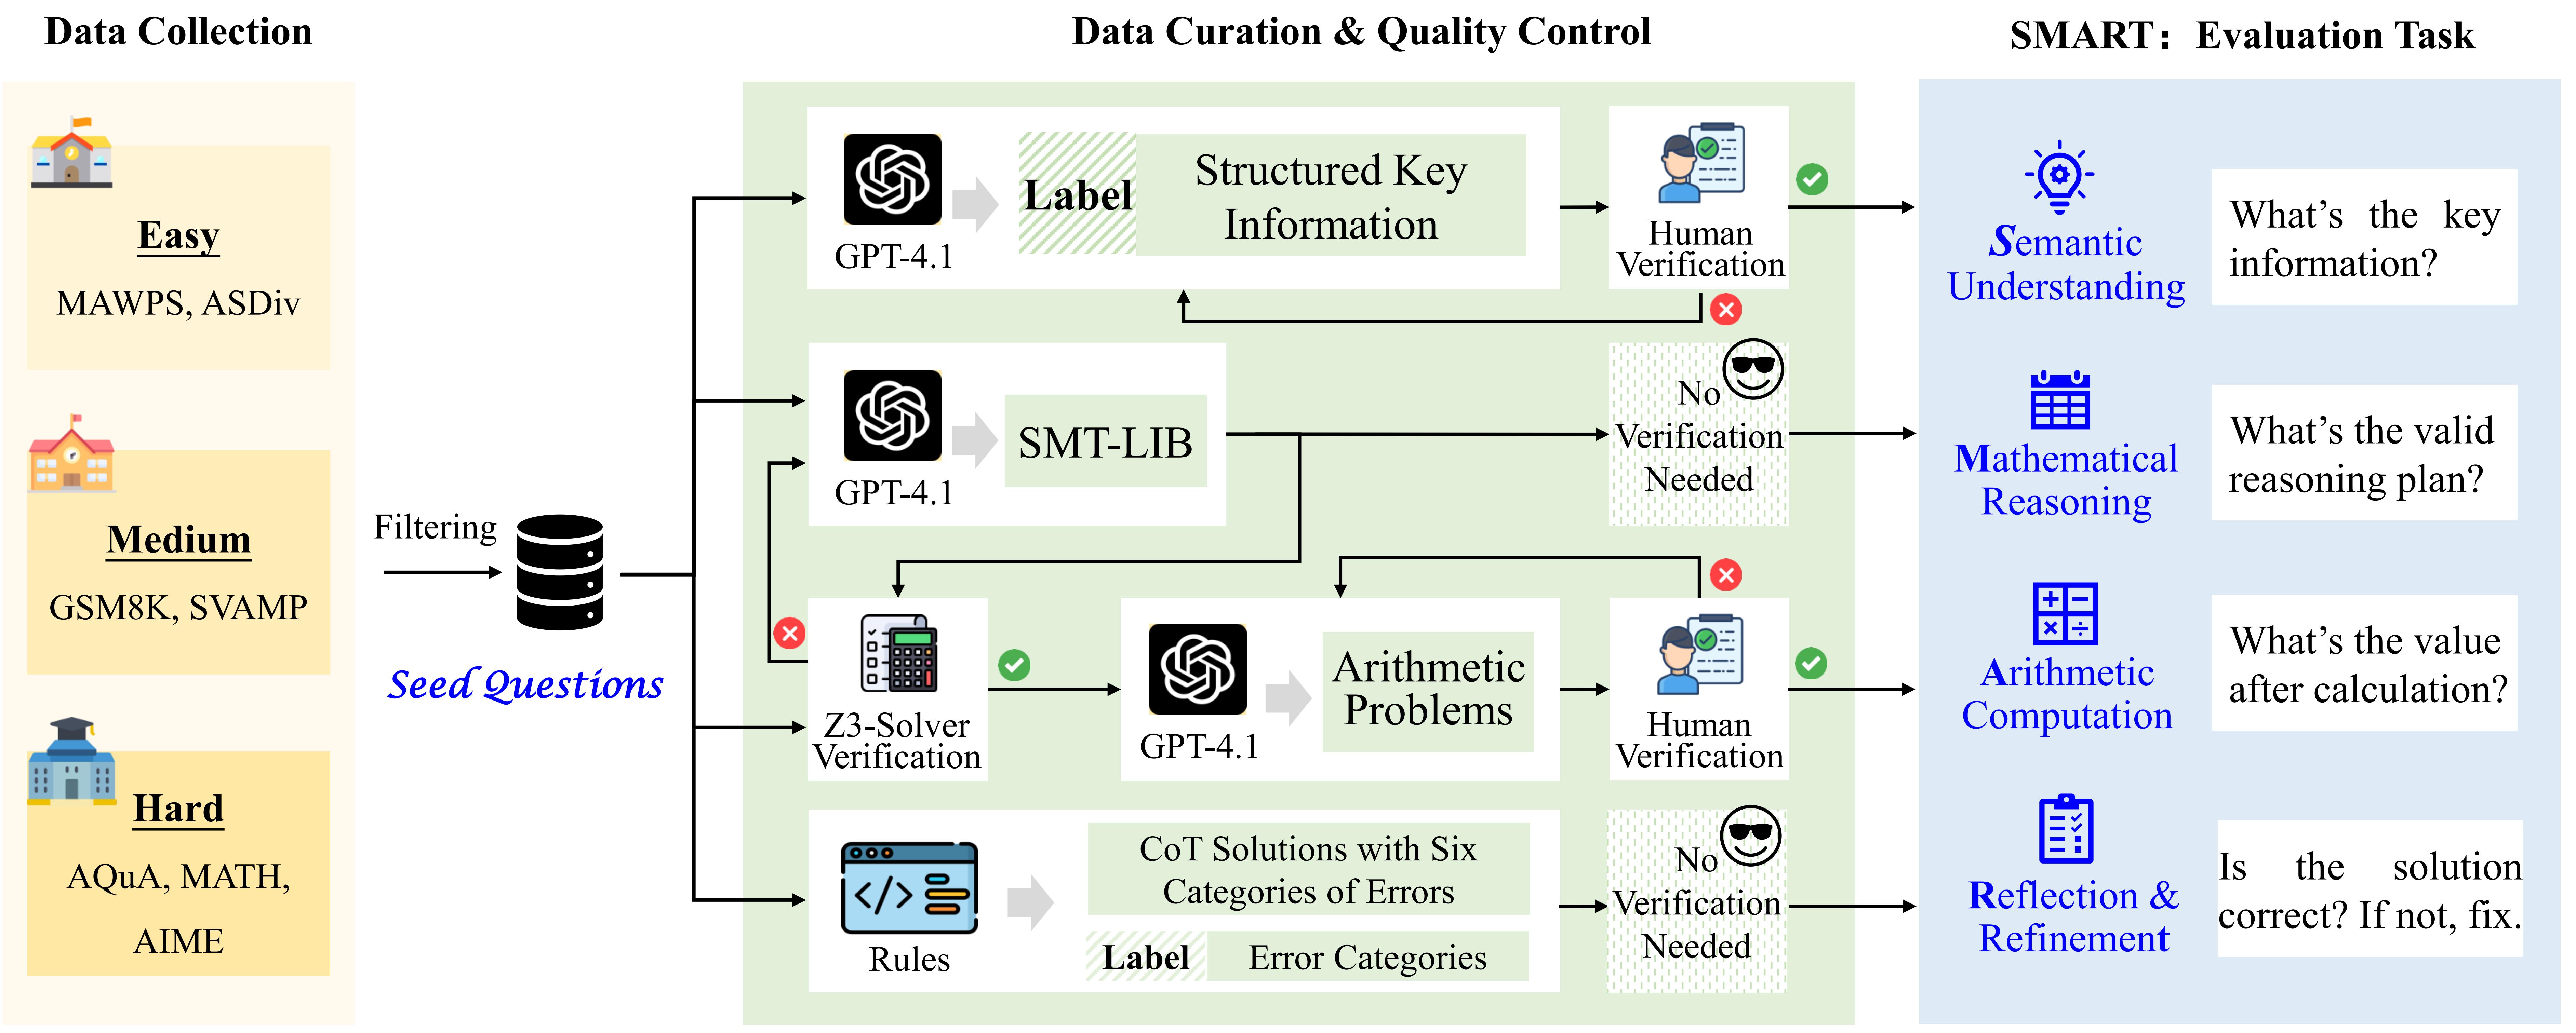 Data Collection
Easy
MAWPS, ASDiv
Medium
GSM8K, SVAMP
Hard
AQuA, MATH,
AIME
Filtering
Seed Questions
Data Curation & Quality Control
GPT-4.1
Label
Structured Key
Information
Human
Verification
GPT-4.1
SMT-LIB
No
Verification
Needed
Z3-Solver
Verification
GPT-4.1
Arithmetic
Problems
Human
Verification
Rules
CoT Solutions with Six
Categories of Errors
Label
Error Categories
No
Verification
Needed
SMART: Evaluation Task
Semantic
Understanding
What's the key
information?
Mathematical
Reasoning
What's the valid
reasoning plan?
Arithmetic
Computation
What's the value
after calculation?
Reflection &
Refinement
Is the solution
correct? If not, fix.